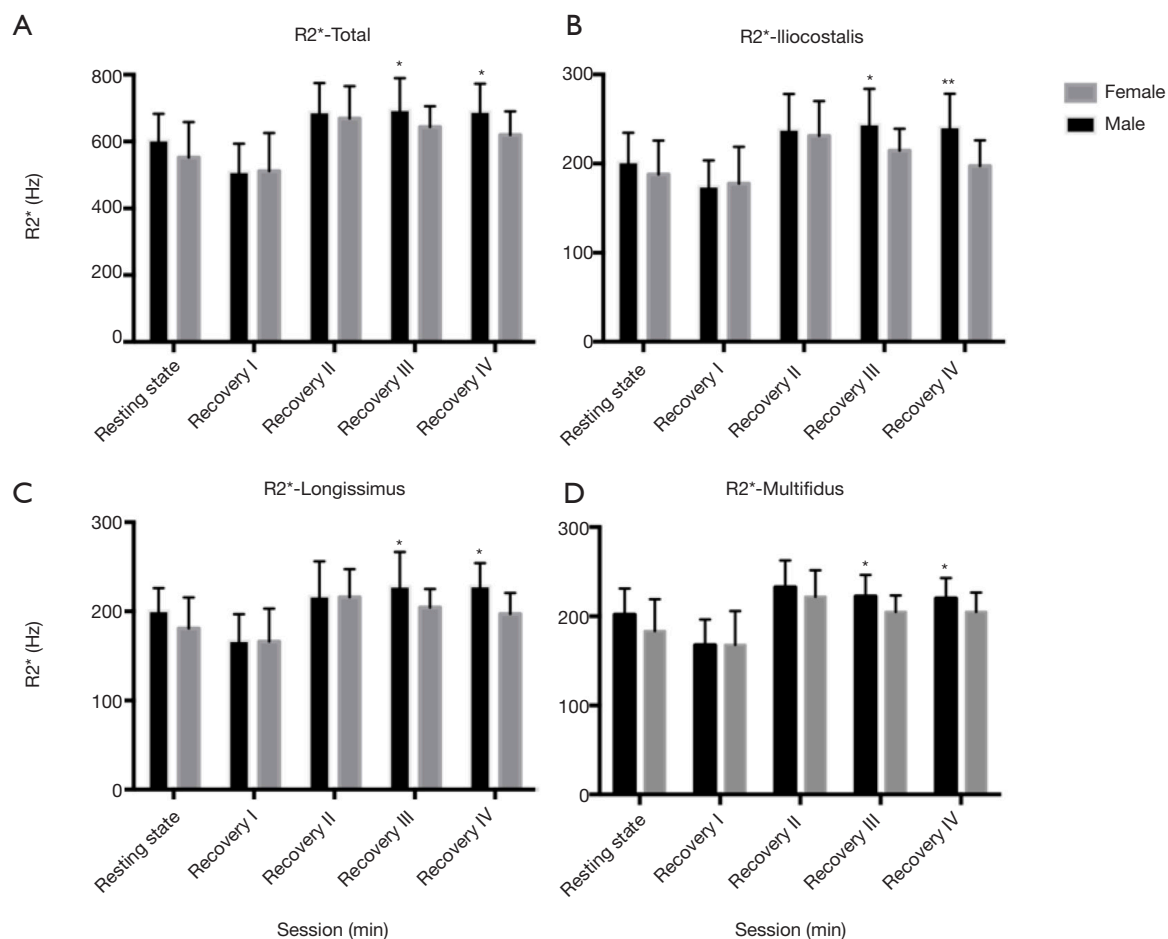 A
R2*-Total
800
600
400
200
0
R2* (Hz)
*
*
Resting state
Recovery I
Recovery II
Recovery III
Recovery IV
B
R2*-Iliocostalis
300
200
100
0
*
**
Resting state
Recovery I
Recovery II
Recovery III
Recovery IV
Female
Male
C
R2*-Longissimus
300
200
100
0
R2* (Hz)
*
*
Resting state
Recovery I
Recovery II
Recovery III
Recovery IV
Session (min)
D
R2*-Multifidus
300
200
100
0
*
*
Resting state
Recovery I
Recovery II
Recovery III
Recovery IV
Session (min)